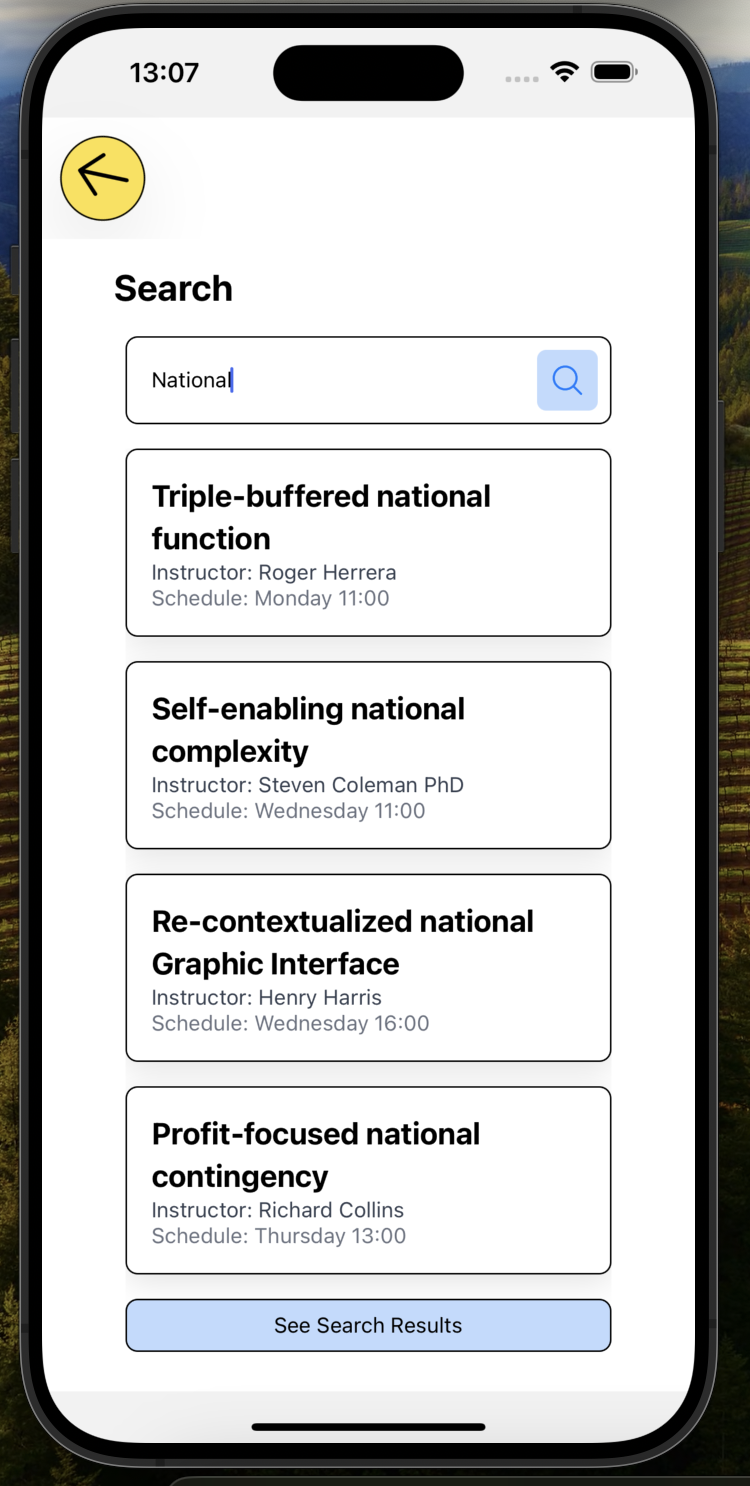 13:07
Search
National
Triple-buffered national
function
Instructor: Roger Herrera
Schedule: Monday 11:00
Self-enabling national
complexity
Instructor: Steven Coleman PhD
Schedule: Wednesday 11:00
Re-contextualized national
Graphic Interface
Instructor: Henry Harris
Schedule: Wednesday 16:00
Profit-focused national
contingency
Instructor: Richard Collins
Schedule: Thursday 13:00
See Search Results